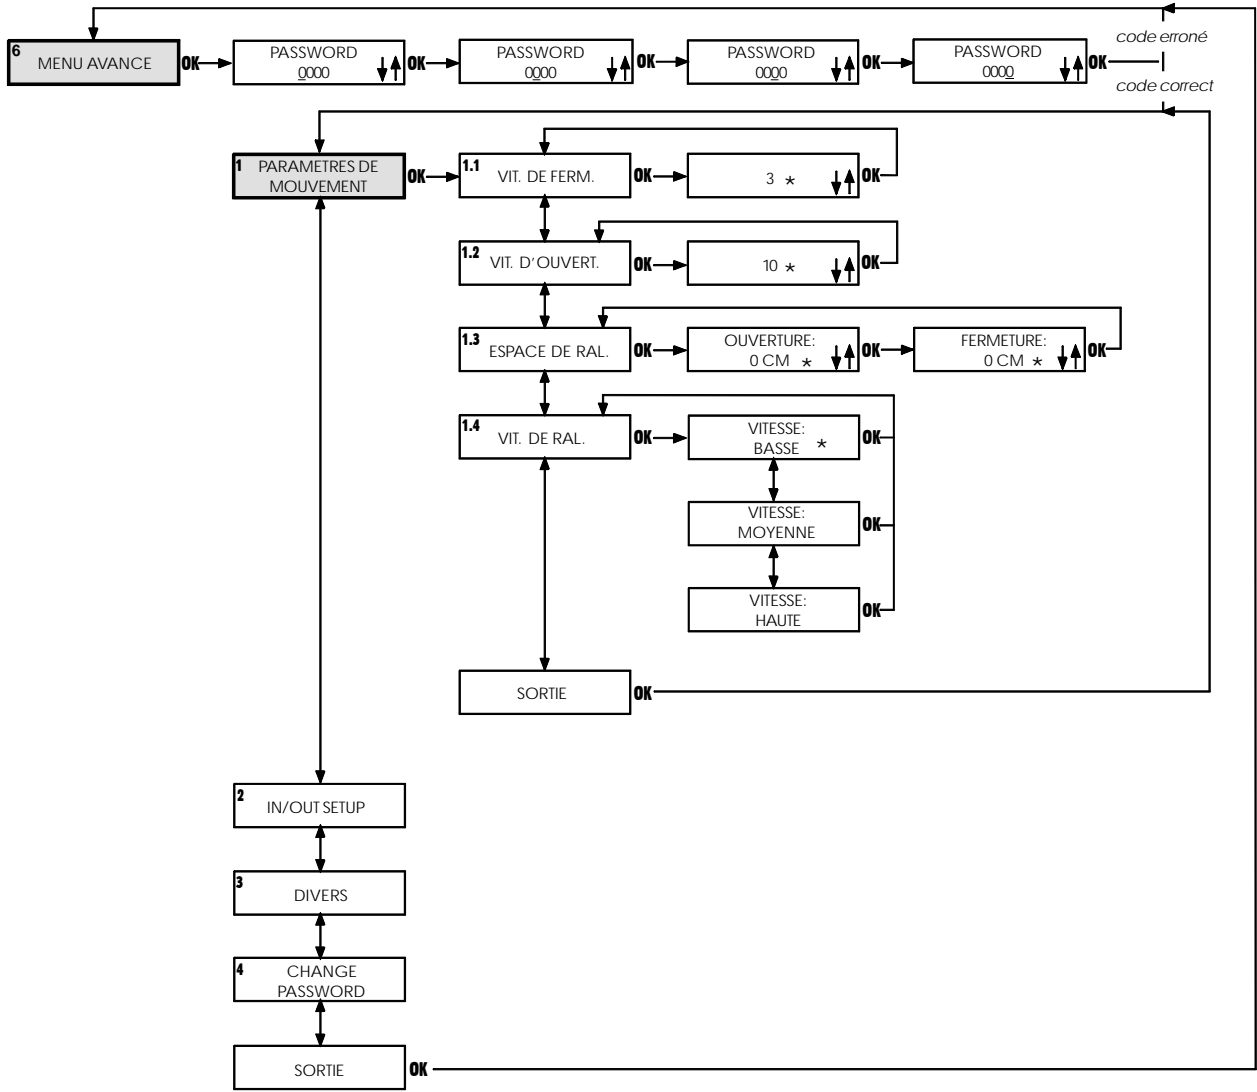 6
MENU AVANCE
OK
PASSWORD
0000
OK
PASSWORD
0000
OK
PASSWORD
0000
OK
PASSWORD
0000
OK
code erroné
code correct
1
PARAMETRES DE
MOUVEMENT
OK
1.1
VIT. DE FERM.
OK
3 *
OK
1.2
VIT. D'OUVERT.
OK
10 *
OK
1.3
ESPACE DE RAL.
OK
OUVERTURE:
0 CM *
OK
FERMETURE:
0 CM *
OK
1.4
VIT. DE RAL.
OK
VITESSE:
BASSE *
OK
VITESSE:
MOYENNE
OK
VITESSE:
HAUTE
OK
SORTIE
OK
2
IN/OUT SETUP
3
DIVERS
4
CHANGE
PASSWORD
SORTIE
OK